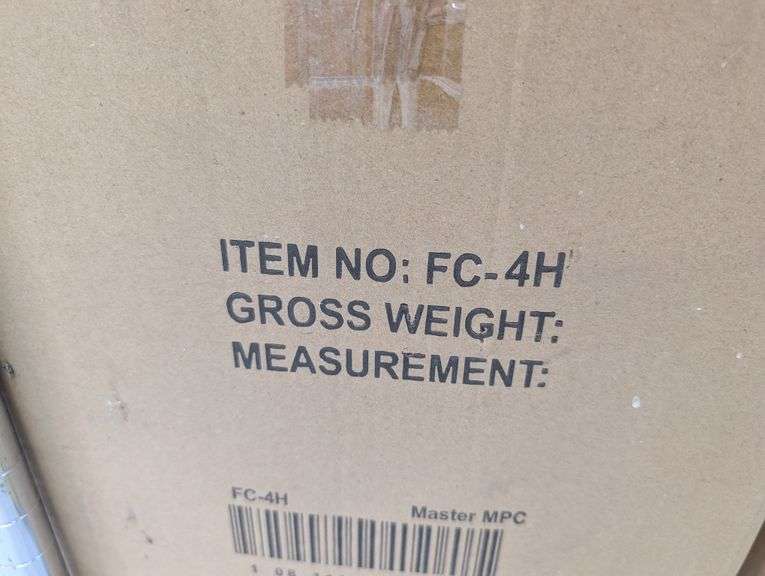 ITEM NO: FC-4H
GROSS WEIGHT:
MEASUREMENT:
FC-4H
Master MPC